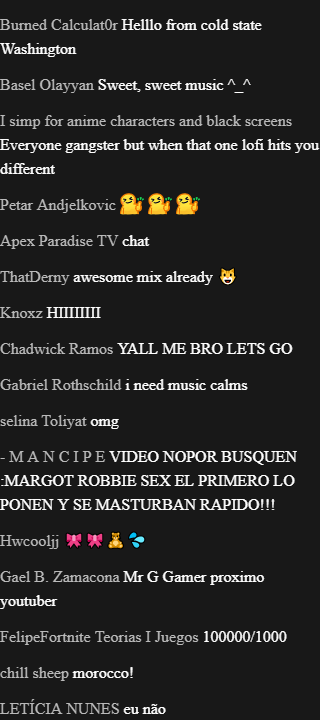 Burned Calculat0r Helllo from cold state
Washington
Basel Olayyan Sweet, sweet music ^_^
I simp for anime characters and black screens
Everyone gangster but when that one lofi hits you
different
Petar Andjelkovic
Apex Paradise TV chat
ThatDerny awesome mix already
Knoxz HIIIIIIIII
Chadwick Ramos YALL ME BRO LETS GO
Gabriel Rothschild i need music calms
selina Toliyat omg
- M A N C I P E VIDEO NOPOR BUSQUEN
:MARGOT ROBBIE SEX EL PRIMERO LO
PONEN Y SE MASTURBAN RAPIDO!!!
Hwcooljj
Gael B. Zamacona Mr G Gamer proximo
youtuber
FelipeFortnite Teorias I Juegos 100000/1000
chill sheep morocco!
LETÍCIA NUNES eu não